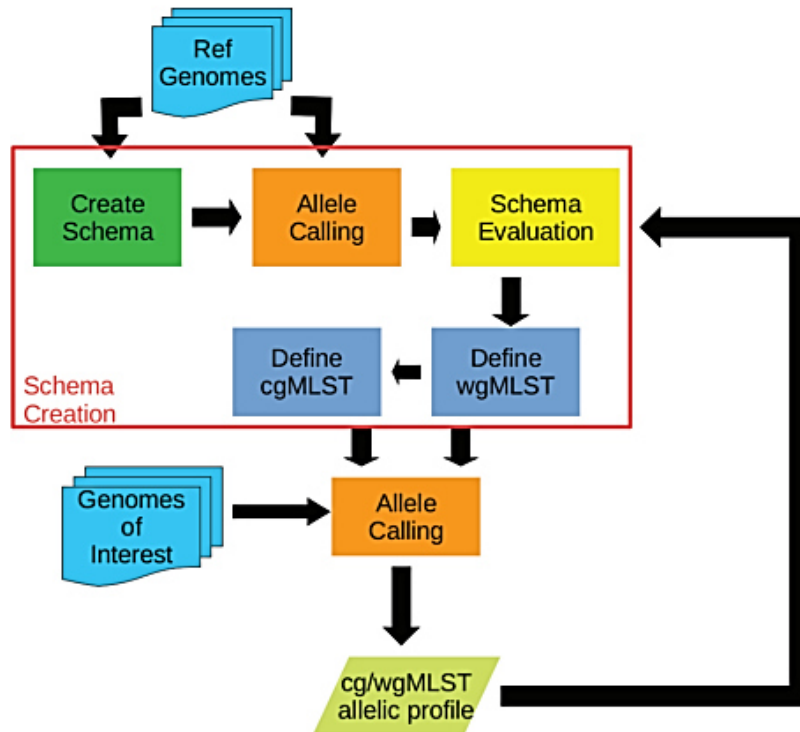 Ref
Genomes
Create
Schema
Allele
Calling
Schema
Evaluation
Define
cgMLST
Define
wgMLST
Schema
Creation
Genomes
of
Interest
Allele
Calling
cg/wgMLST
allelic profile